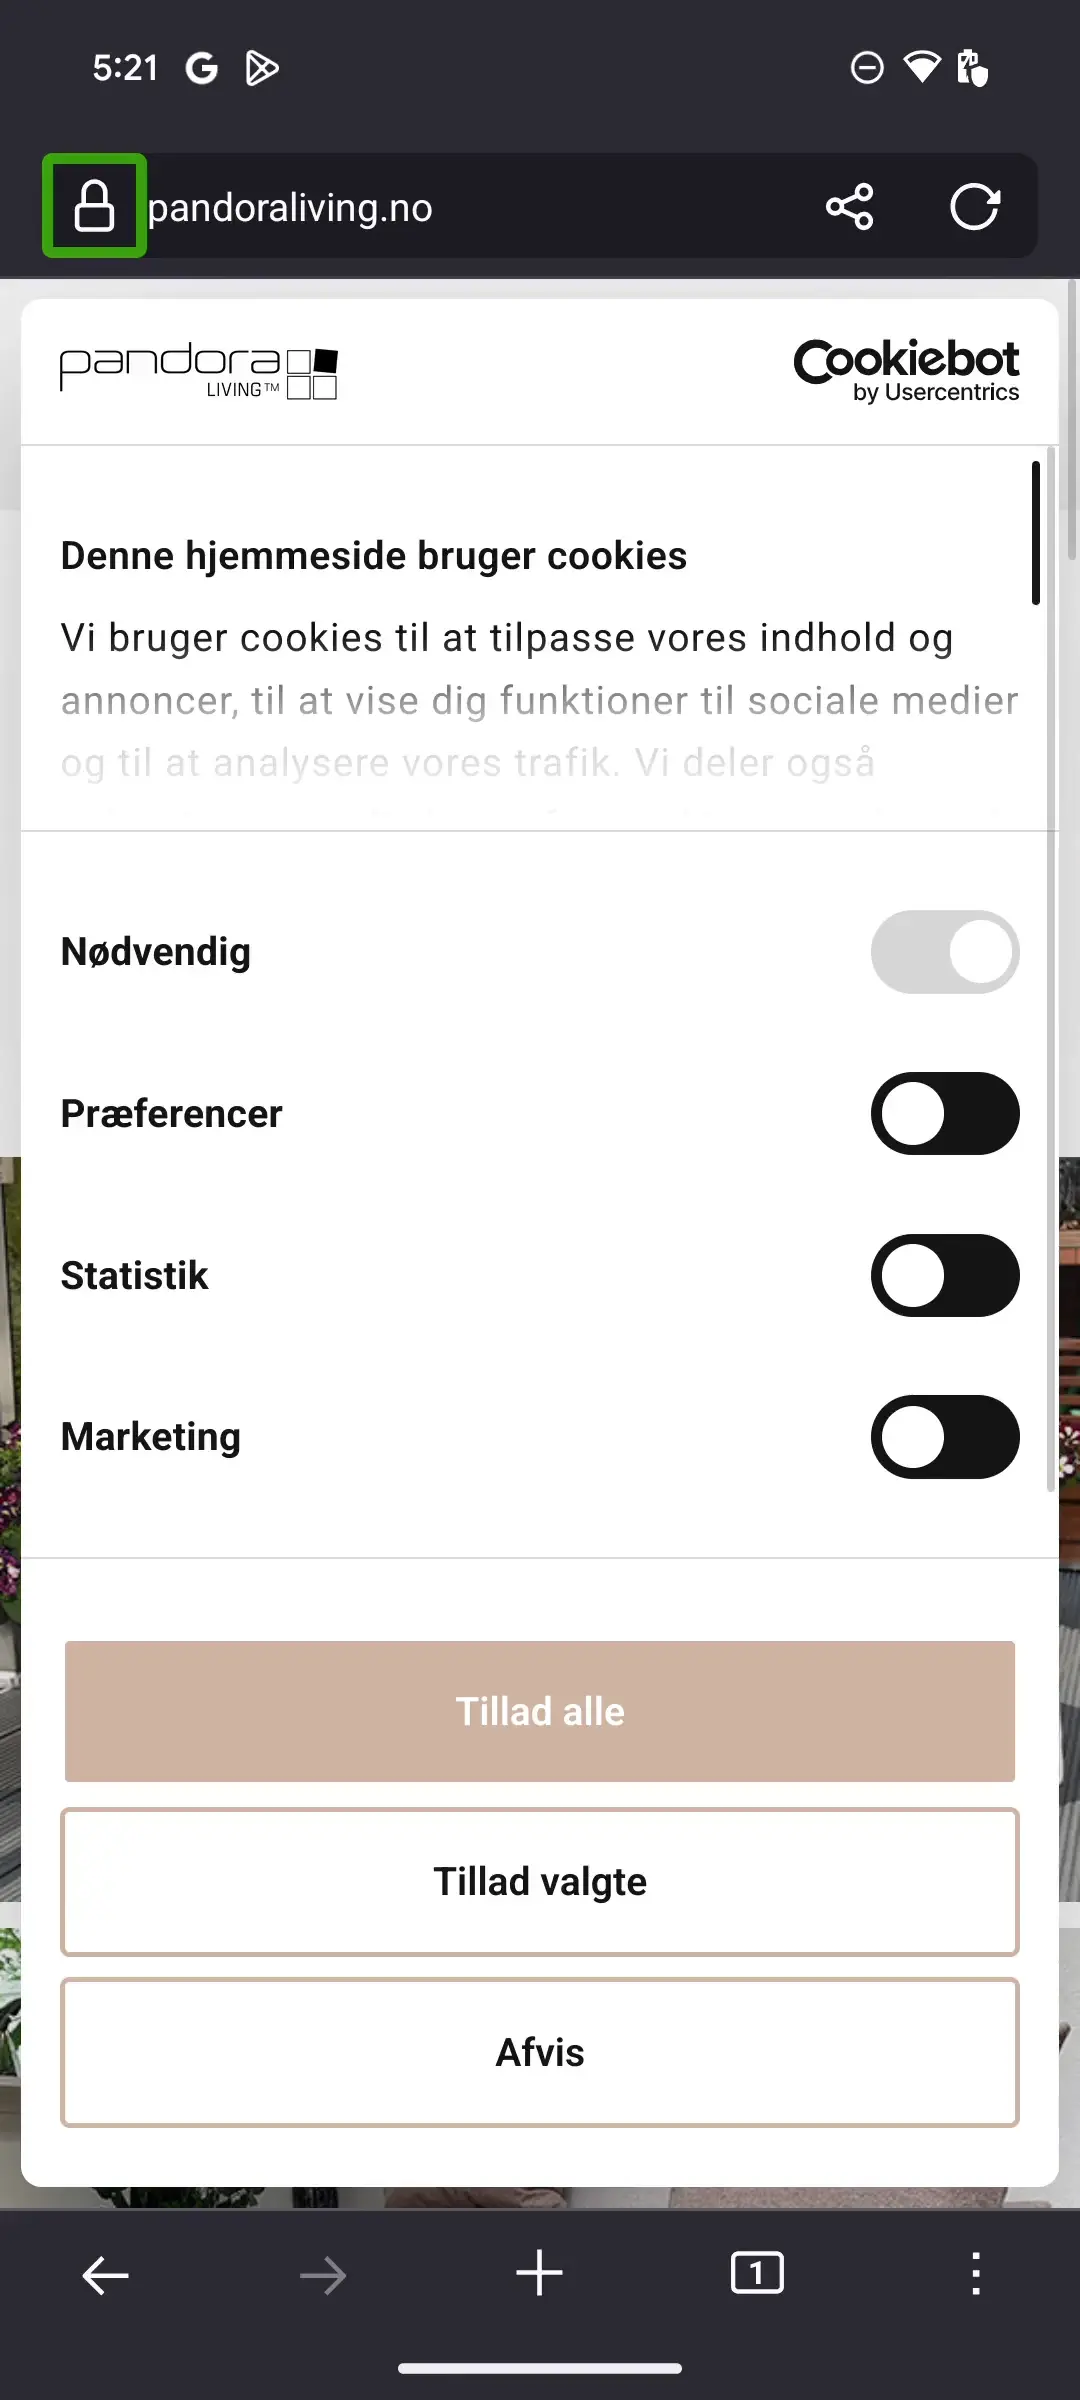 5:21
pandoraliving.no
pandora
LIVING™
Cookiebot
by Usercentrics
Denne hjemmeside bruger cookies
Vi bruger cookies til at tilpasse vores indhold og
annoncer, til at vise dig funktioner til sociale medier
og til at analysere vores trafik. Vi deler også
Nødvendig
Præferencer
Statistik
Marketing
Tillad alle
Tillad valgte
Afvis
1